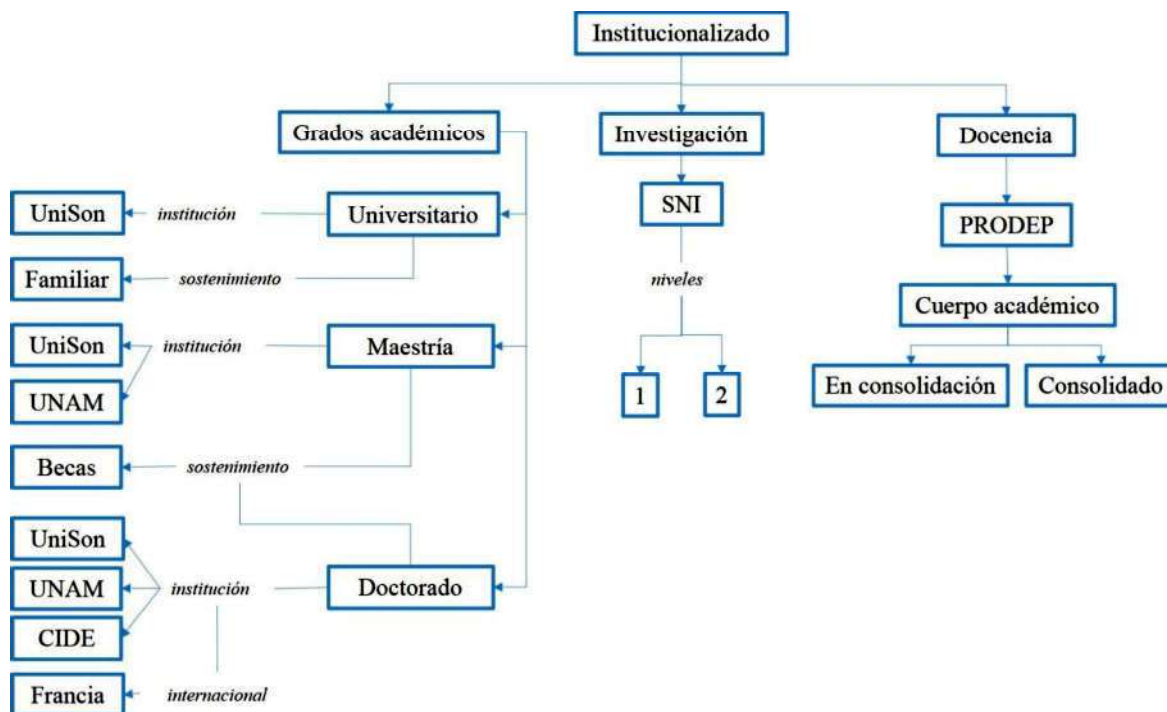 Institucionalizado
Grados académicos
Investigación
Docencia
UniSon
institución
Universitario
SNI
PRODEP
Familiar
sostenimiento
niveles
Cuerpo académico
UniSon
institución
Maestría
UNAM
1
2
En consolidación
Consolidado
Becas
sostenimiento
UniSon
UNAM
institución
Doctorado
CIDE
Francia
internacional